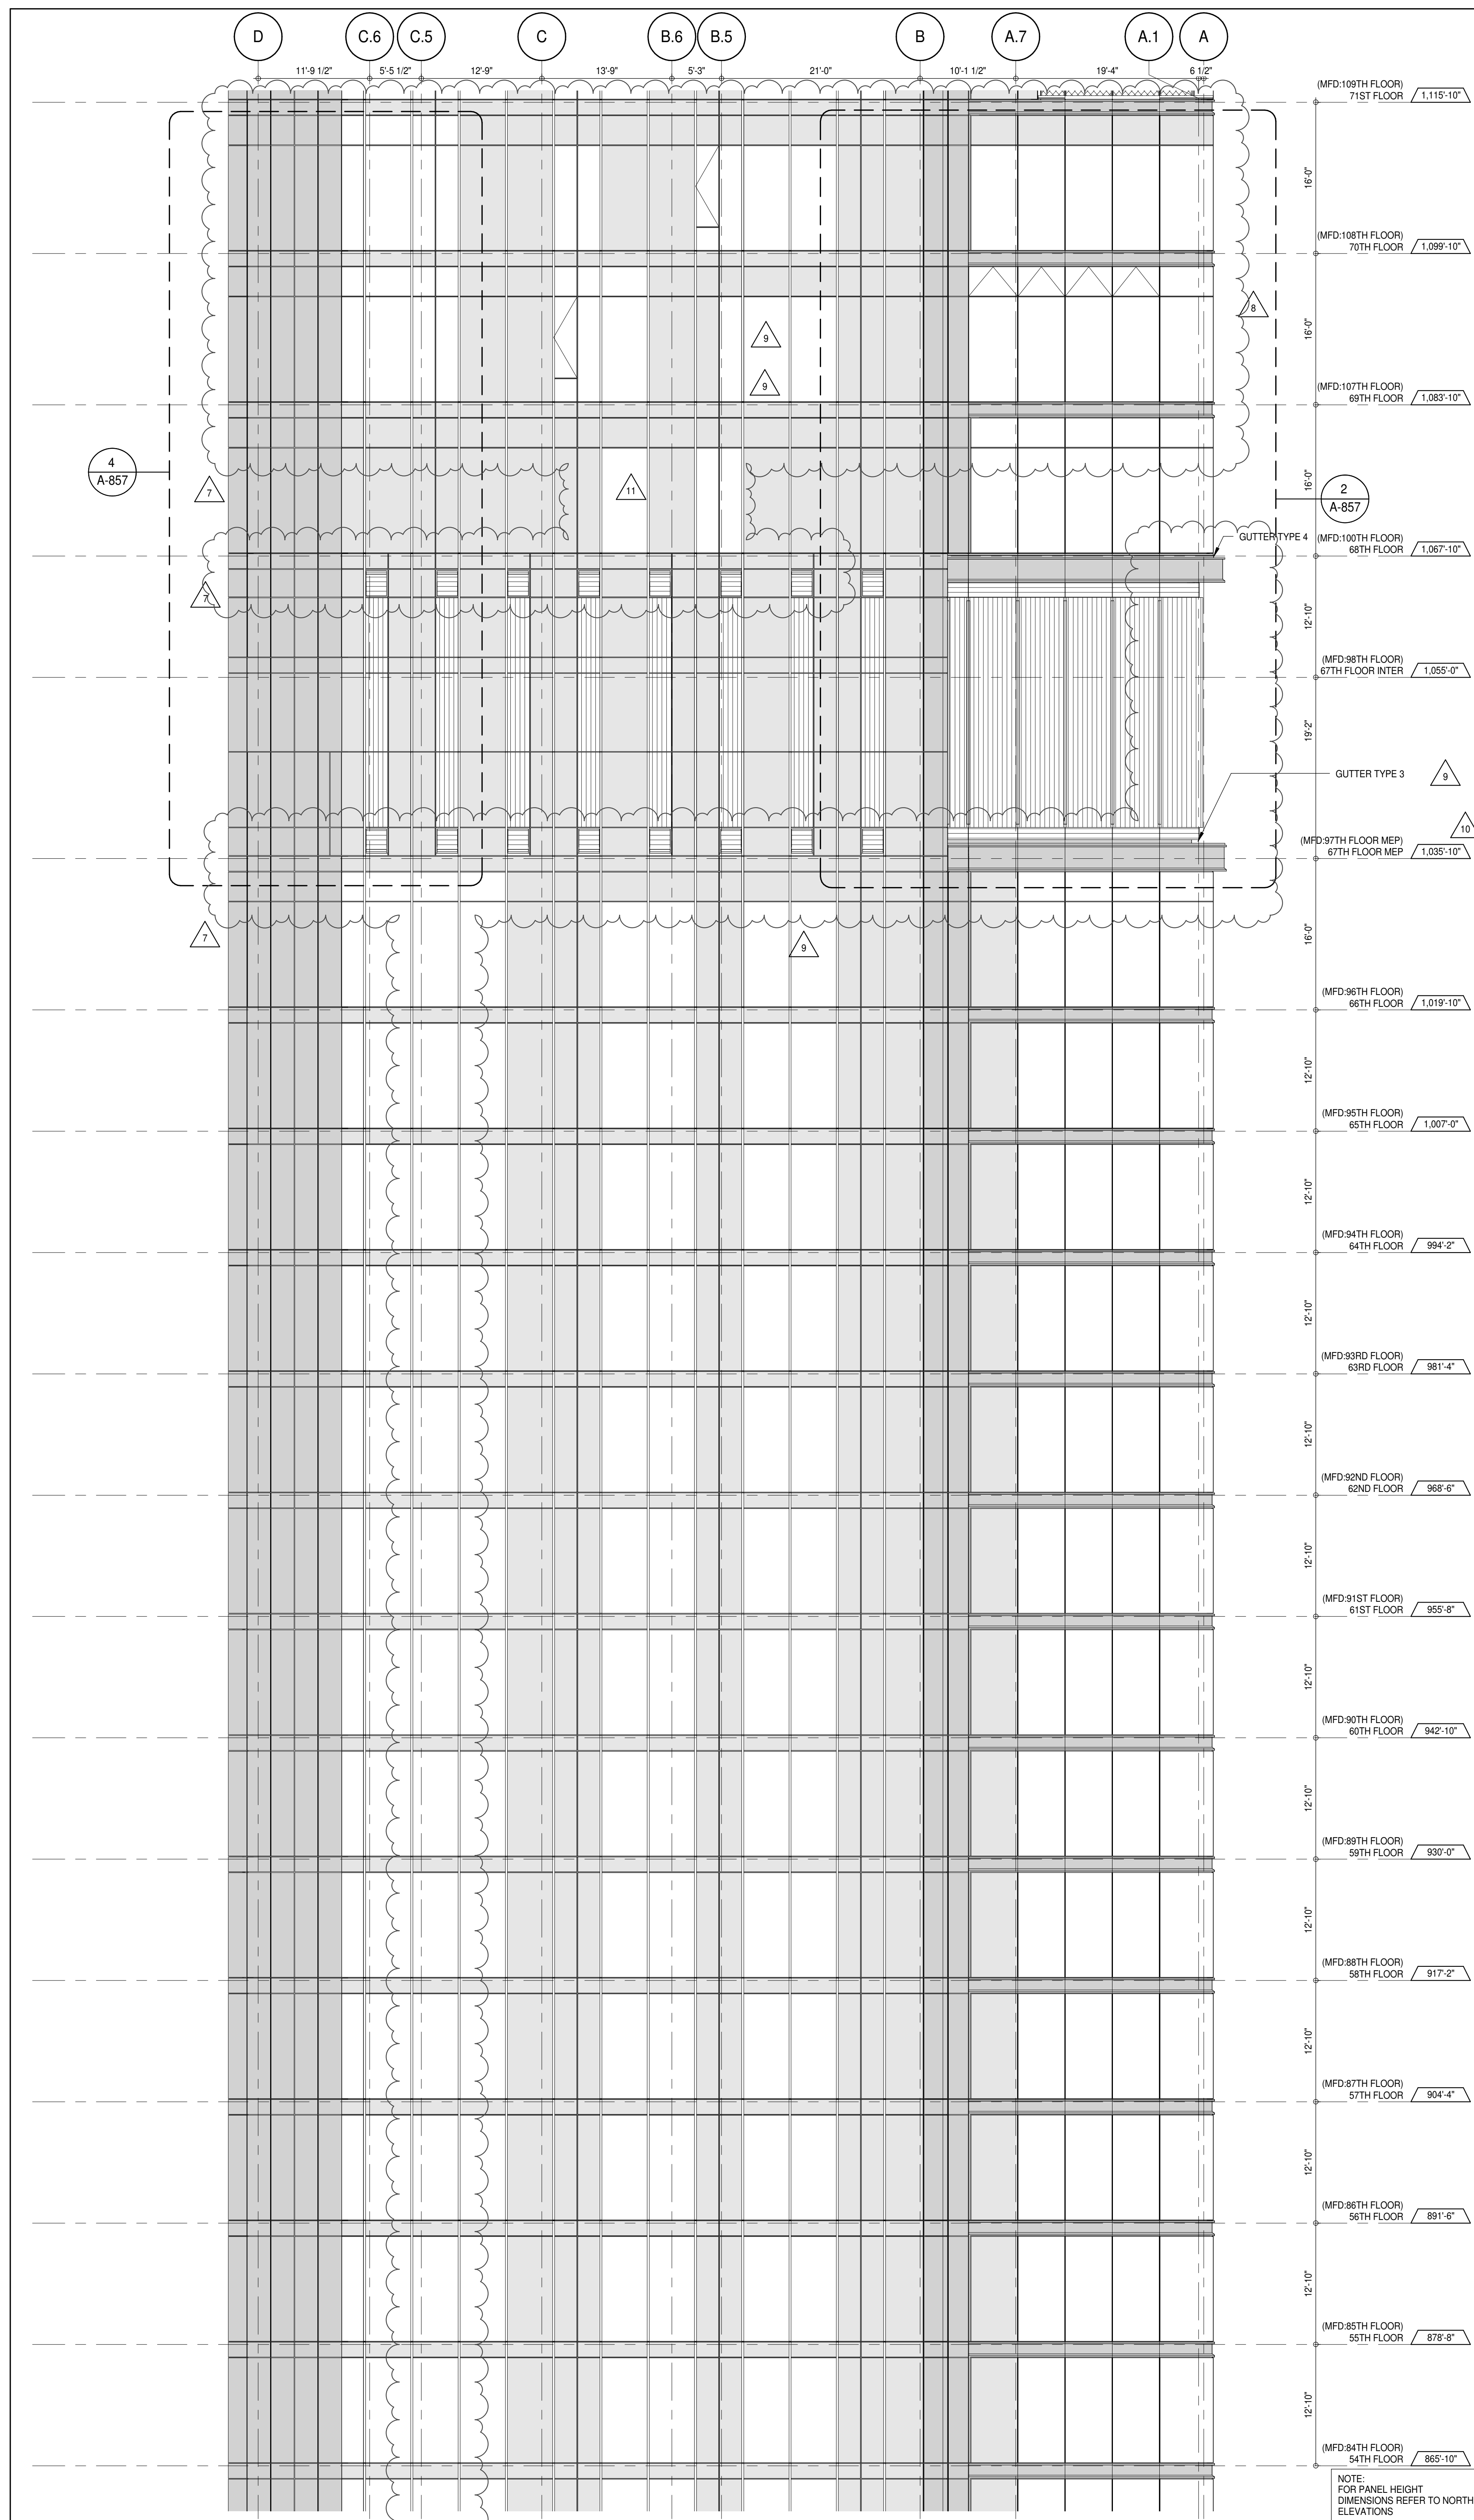 D C.6 C.5 C B.6 B.5 B A.7 A.1 A
11'-9 1/2" 5'-5 1/2" 12'-9" 13'-9" 5'-3" 21'-0" 10'-1 1/2" 19'-4" 6 1/2"
(MFD:109TH FLOOR)
71ST FLOOR 1,115'-10"
16'-0"
(MFD:108TH FLOOR)
70TH FLOOR 1,099'-10"
8
16'-0"
9
9
(MFD:107TH FLOOR)
69TH FLOOR 1,083'-10"
4
A-857
7
11
16'-0"
2
A-857
GUTTER TYPE 4
(MFD:100TH FLOOR)
68TH FLOOR 1,067'-10"
7
12'-10"
(MFD:98TH FLOOR)
67TH FLOOR INTER 1,055'-0"
19'-2"
GUTTER TYPE 3
9
10
(MFD:97TH FLOOR MEP)
67TH FLOOR MEP 1,035'-10"
7
9
16'-0"
(MFD:96TH FLOOR)
66TH FLOOR 1,019'-10"
12'-10"
(MFD:95TH FLOOR)
65TH FLOOR 1,007'-0"
12'-10"
(MFD:94TH FLOOR)
64TH FLOOR 994'-2"
12'-10"
(MFD:93RD FLOOR)
63RD FLOOR 981'-4"
12'-10"
(MFD:92ND FLOOR)
62ND FLOOR 968'-6"
12'-10"
(MFD:91ST FLOOR)
61ST FLOOR 955'-8"
12'-10"
(MFD:90TH FLOOR)
60TH FLOOR 942'-10"
12'-10"
(MFD:89TH FLOOR)
59TH FLOOR 930'-0"
12'-10"
(MFD:88TH FLOOR)
58TH FLOOR 917'-2"
12'-10"
(MFD:87TH FLOOR)
57TH FLOOR 904'-4"
12'-10"
(MFD:86TH FLOOR)
56TH FLOOR 891'-6"
12'-10"
(MFD:85TH FLOOR)
55TH FLOOR 878'-8"
12'-10"
(MFD:84TH FLOOR)
54TH FLOOR 865'-10"
NOTE:
FOR PANEL HEIGHT
DIMENSIONS REFER TO NORTH
ELEVATIONS